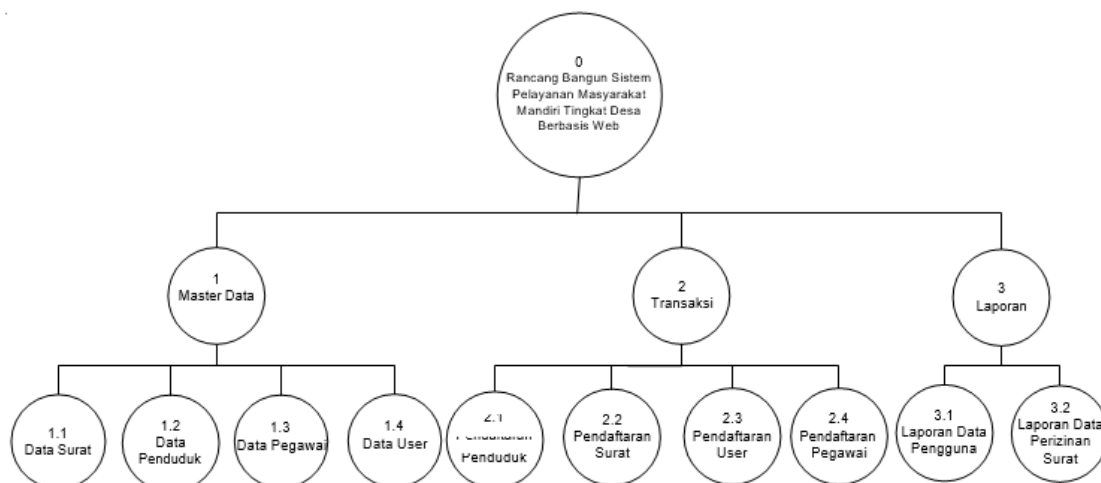 0
Rancang Bangun Sistem
Pelayanan Masyarakat
Mandiri Tingkat Desa
Berbasis Web
1
Master Data
2
Transaksi
3
Laporan
1.1
Data Surat
1.2
Data
Penduduk
1.3
Data Pegawai
1.4
Data User
2.1
Pendaftaran
Penduduk
2.2
Pendaftaran
Surat
2.3
Pendaftaran
User
2.4
Pendaftaran
Pegawai
3.1
Laporan Data
Pengguna
3.2
Laporan Data
Perizinan
Surat